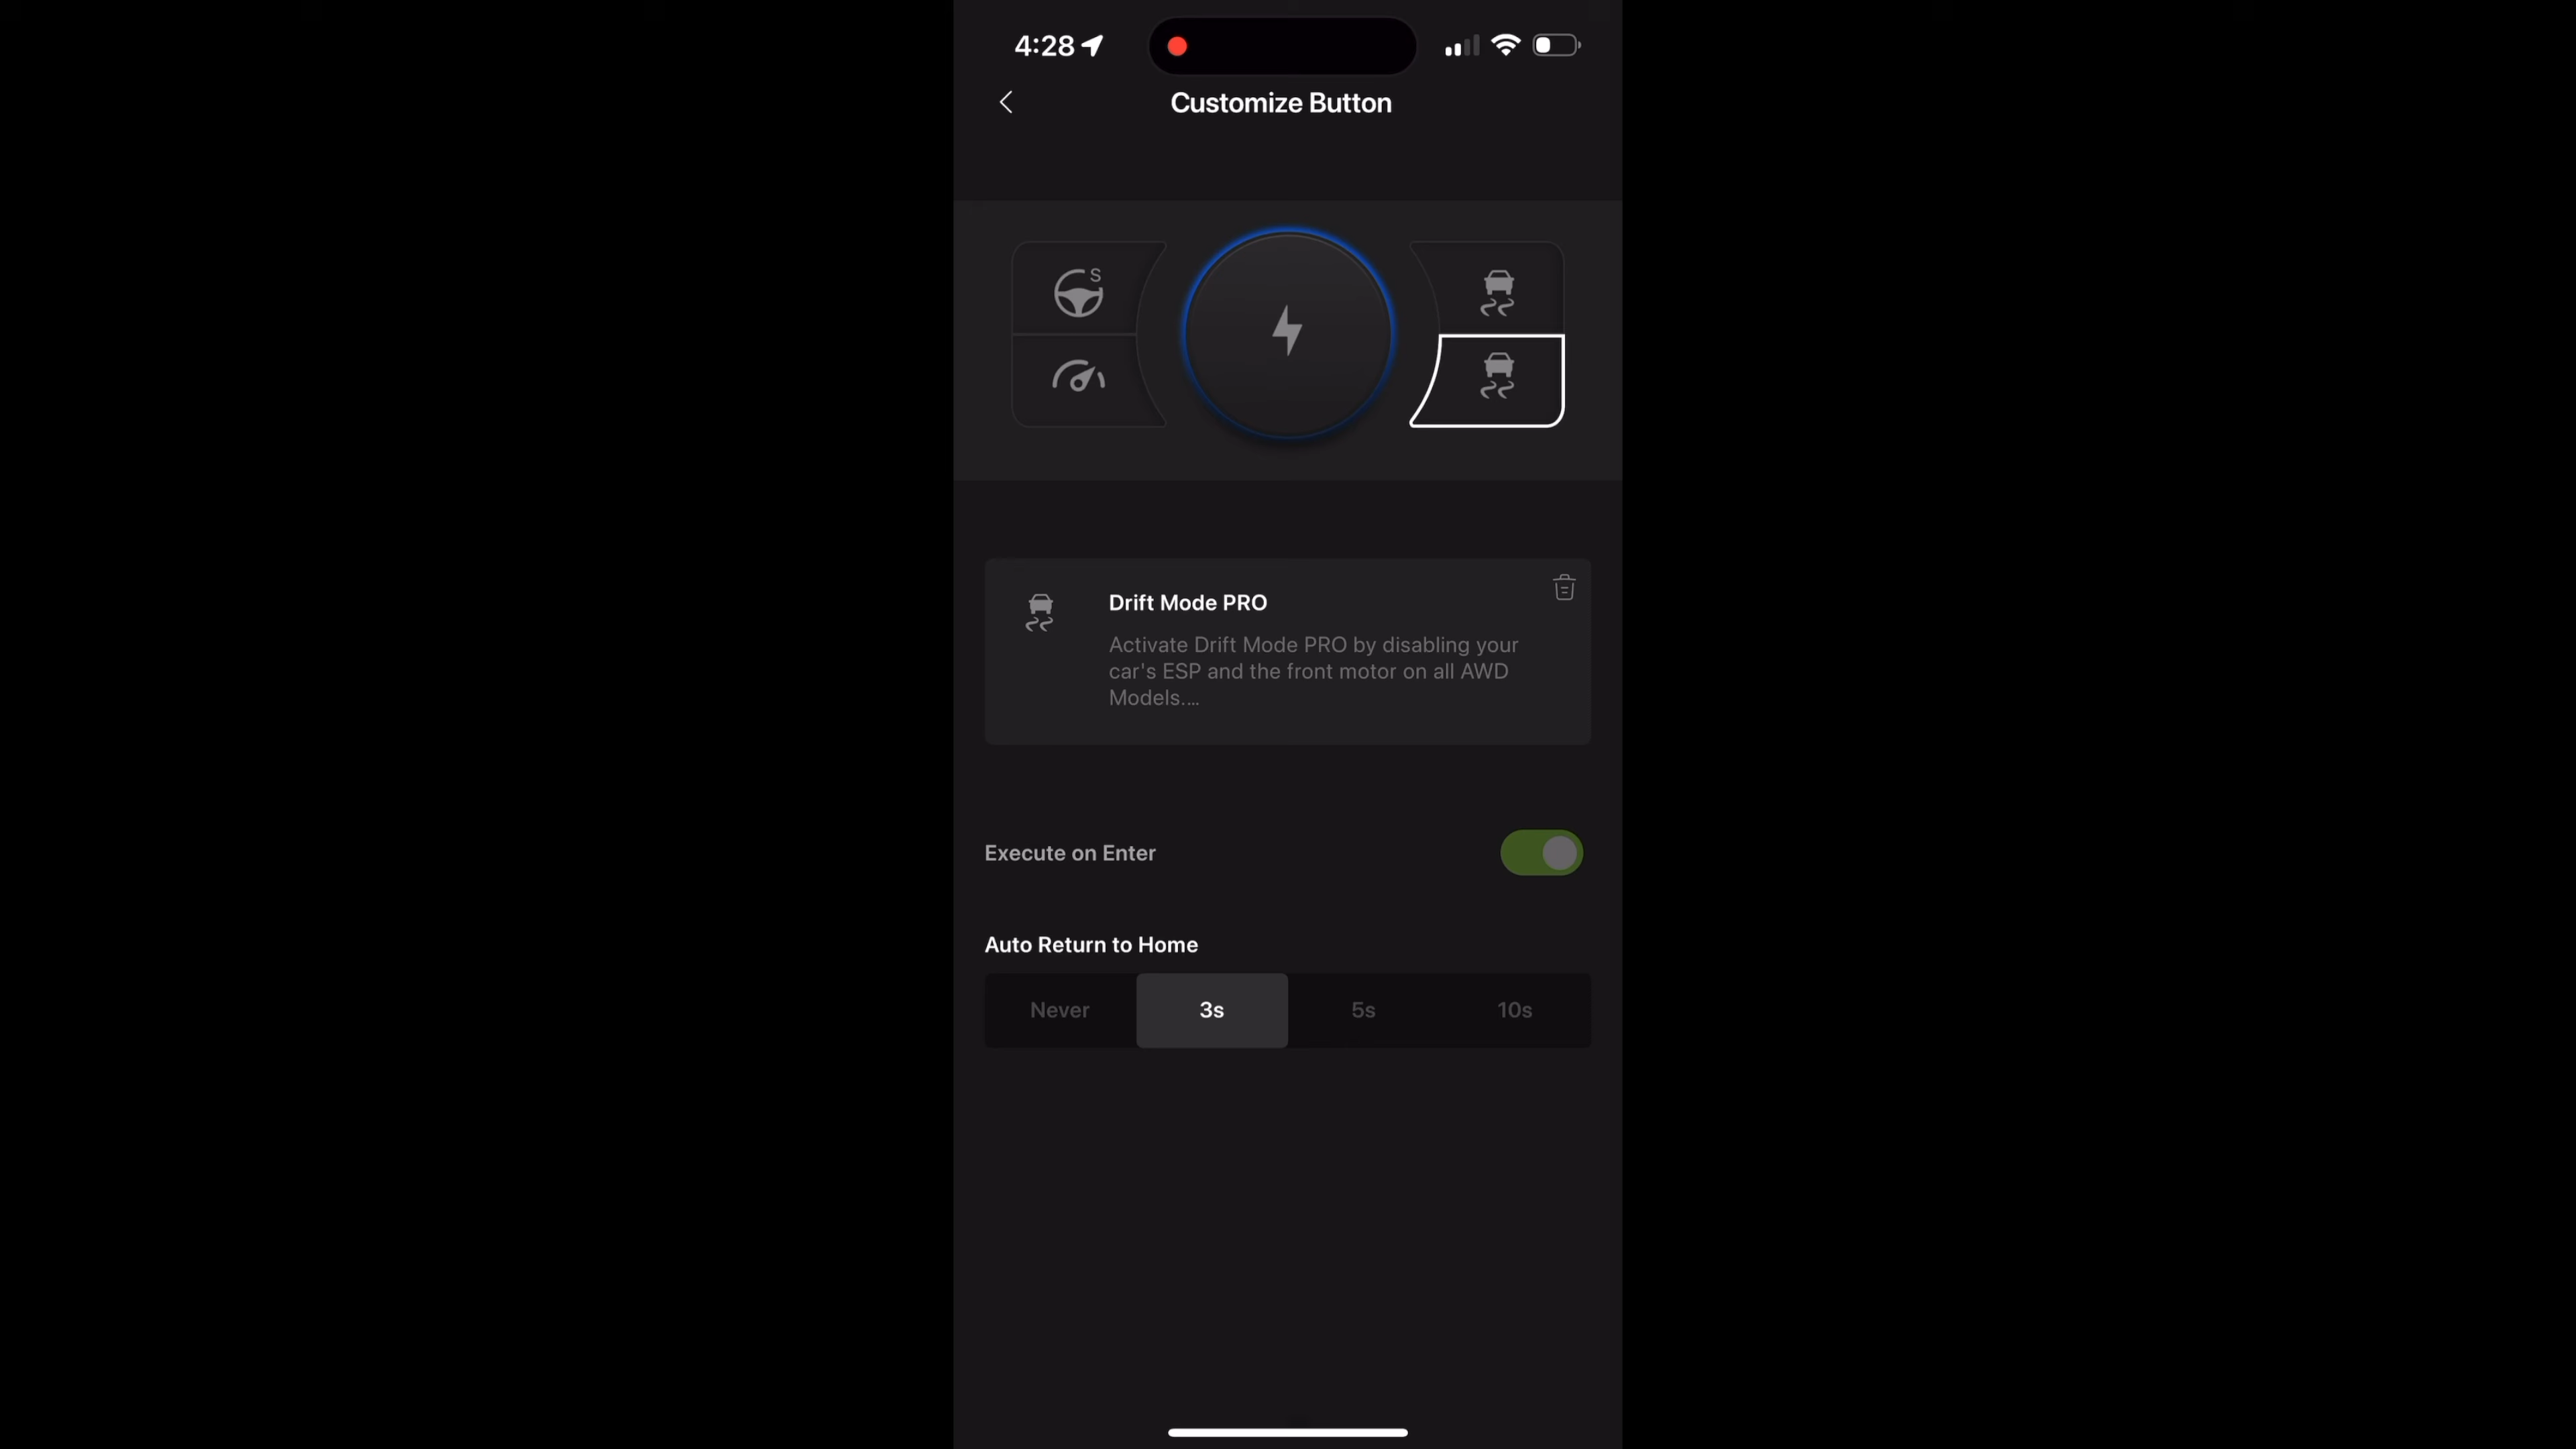 4:28
Customize Button
S
Drift Mode PRO
Activate Drift Mode PRO by disabling your
car's ESP and the front motor on all AWD
Models....
Execute on Enter
Auto Return to Home
Never 3s 5s 10s